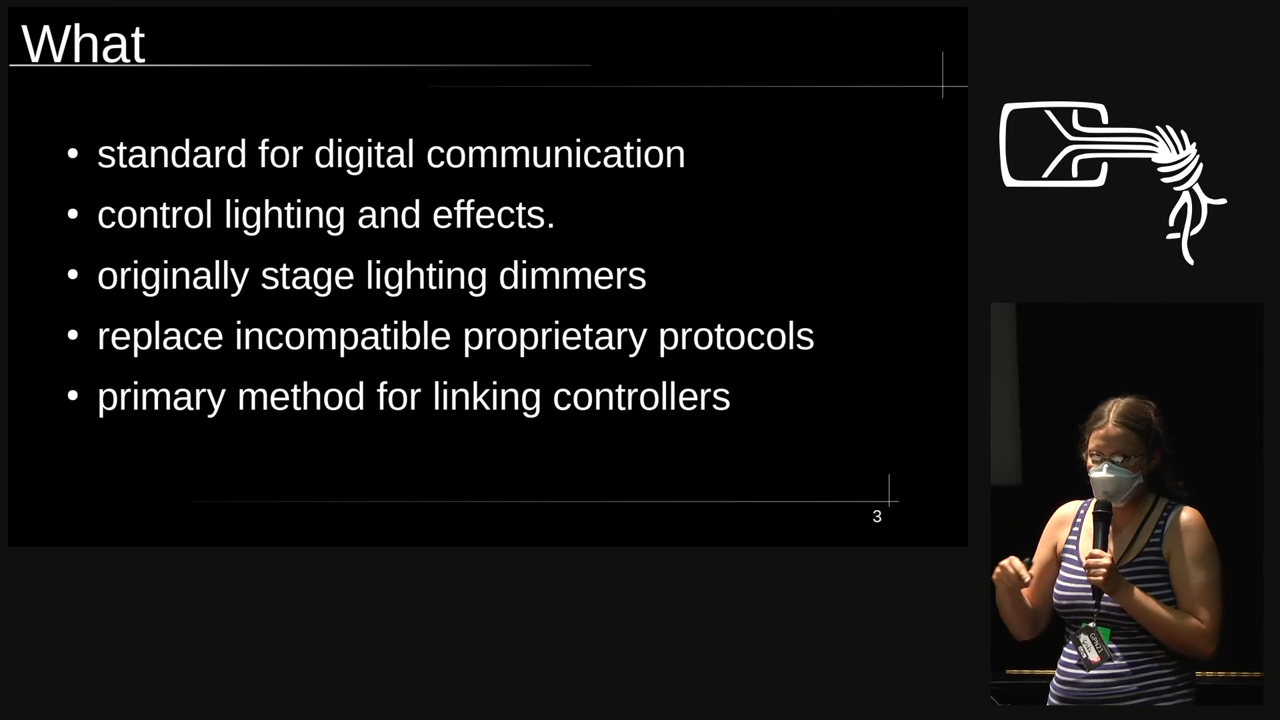 What
• standard for digital communication
• control lighting and effects.
• originally stage lighting dimmers
• replace incompatible proprietary protocols
• primary method for linking controllers
3
GPN21